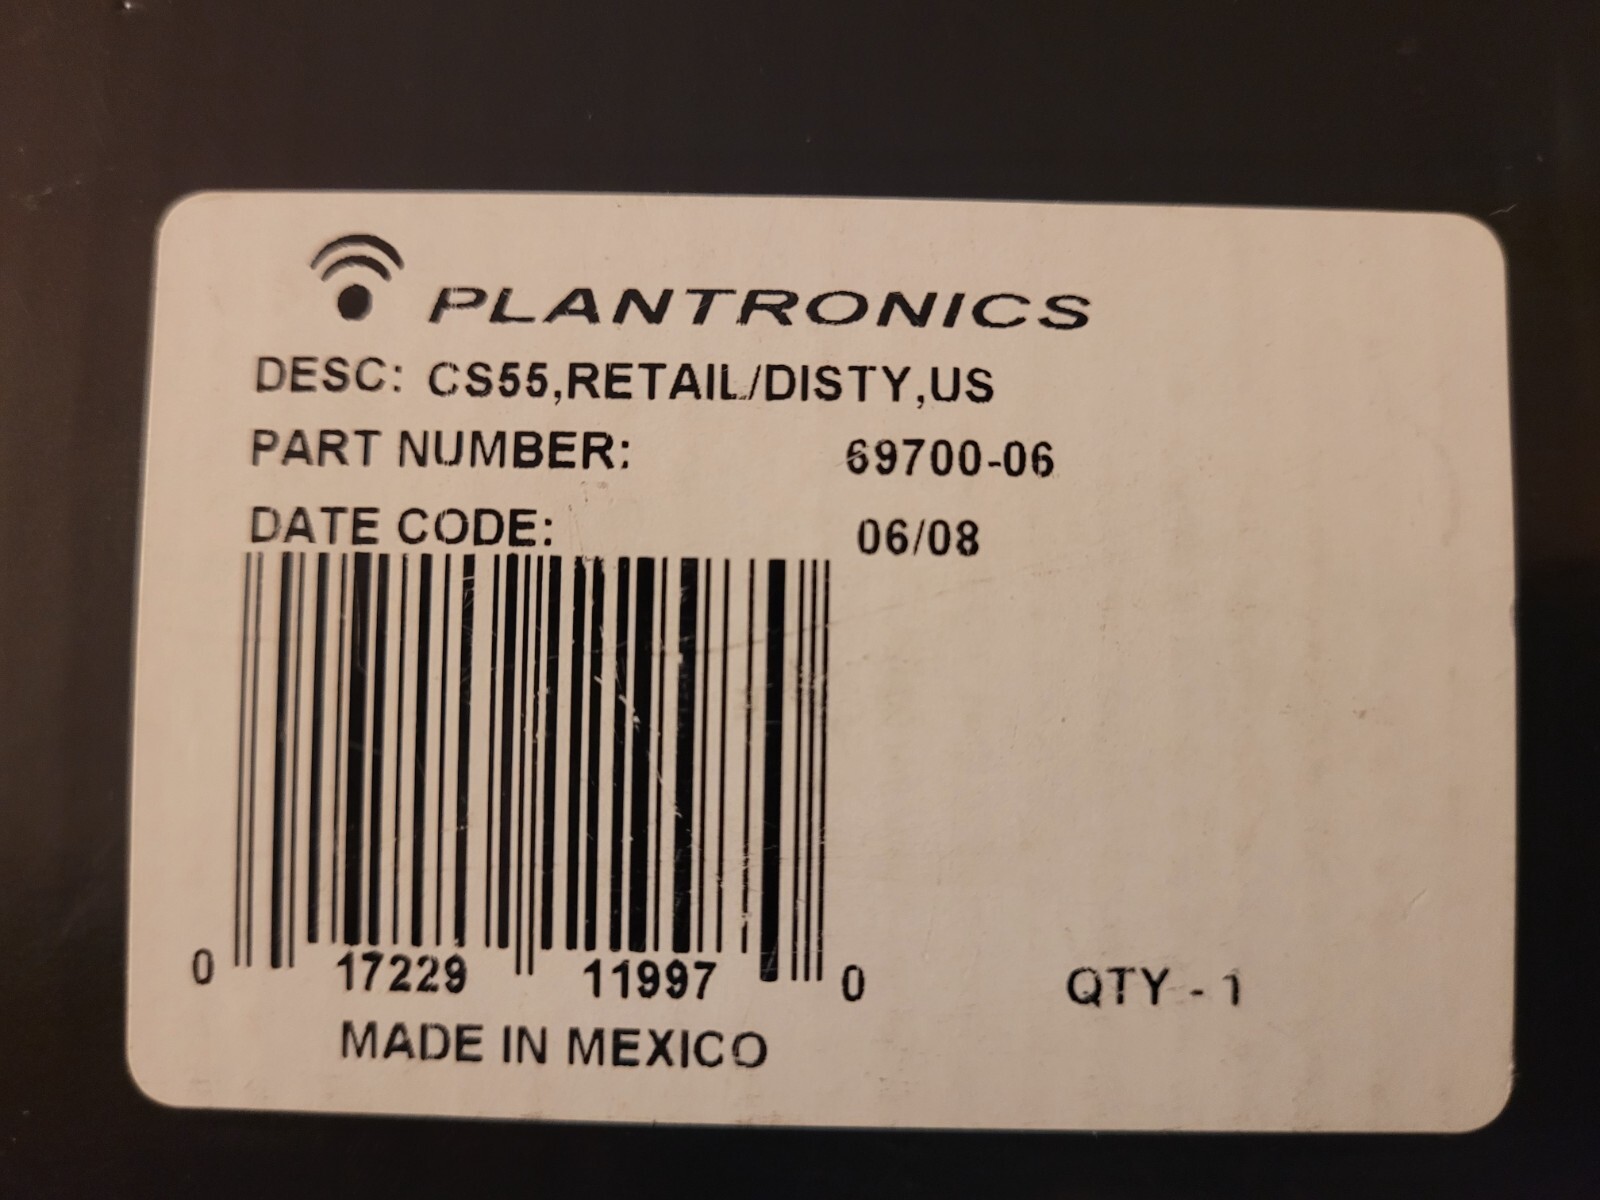 PLANTRONICS
DESC: CS55,RETAIL/DISTY,US
PART NUMBER: 69700-06
DATE CODE: 06/08
0 17229 11997 0
QTY - 1
MADE IN MEXICO